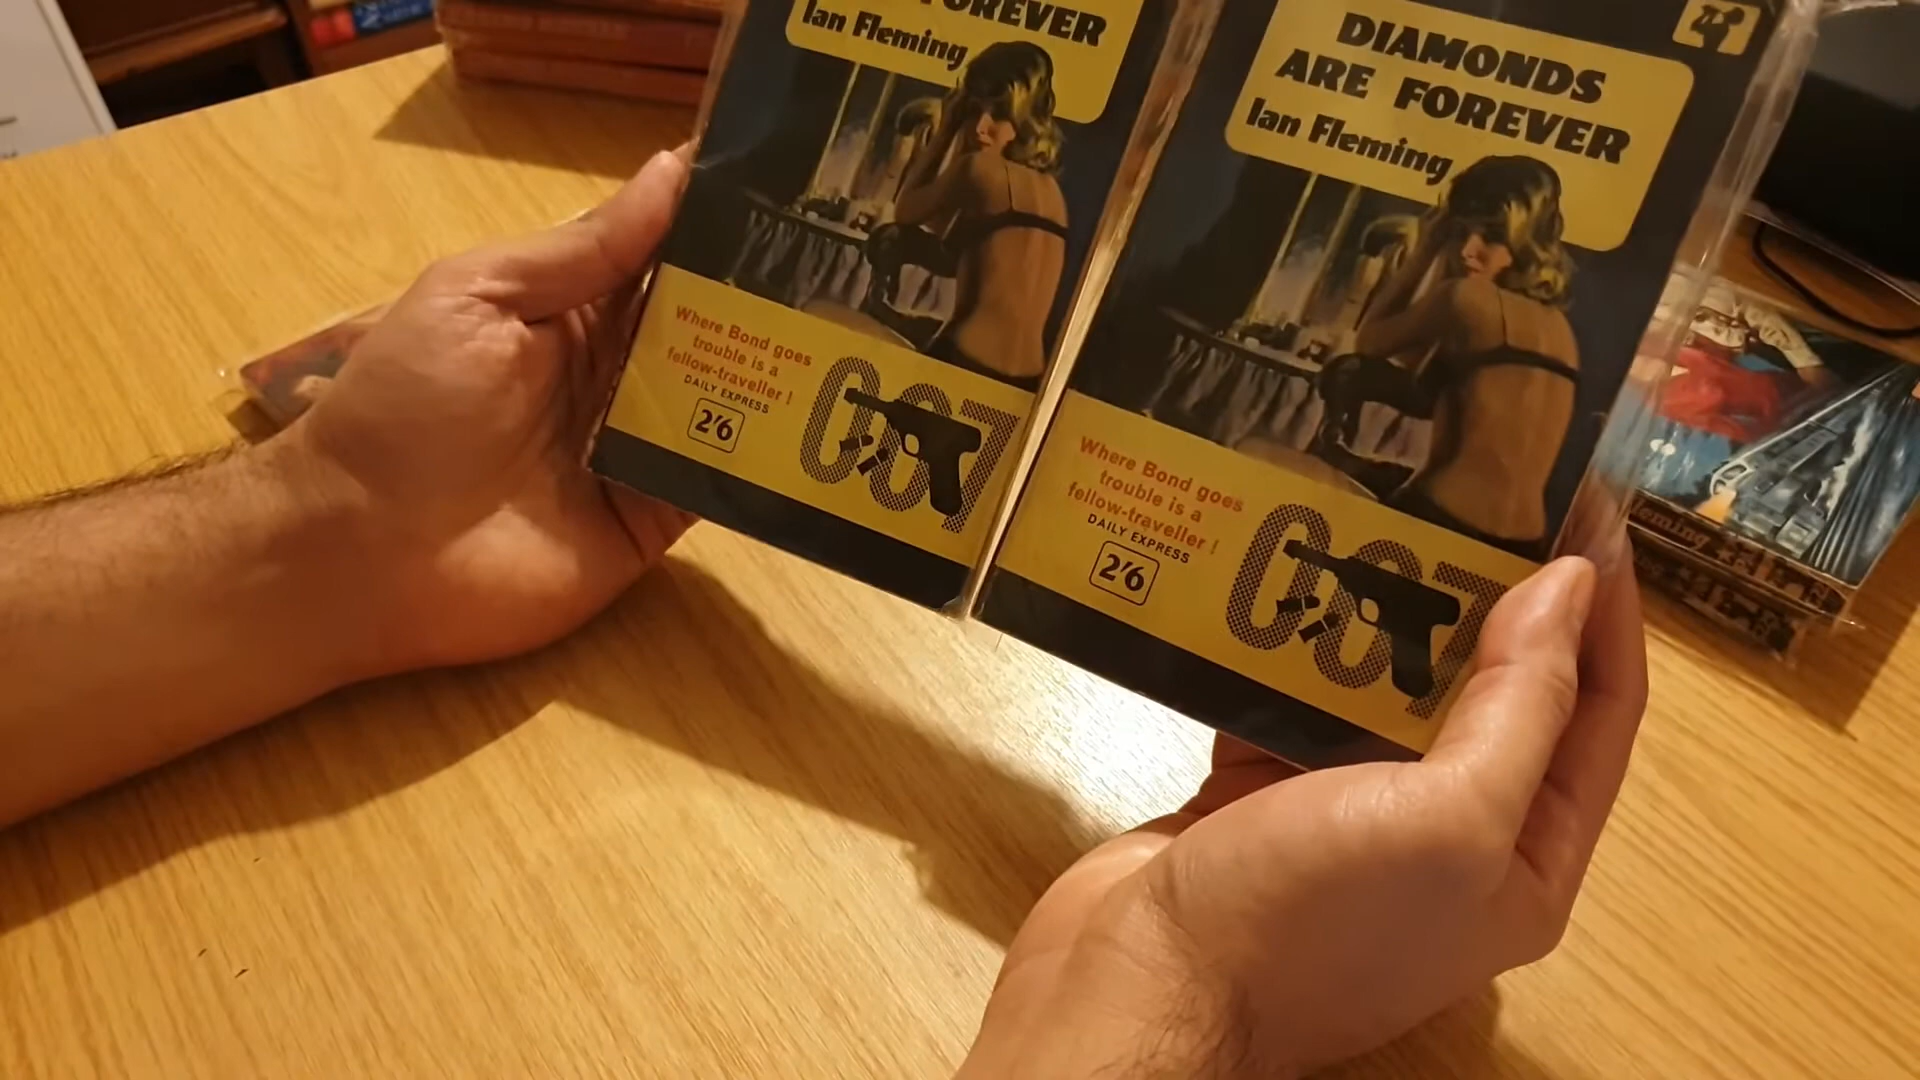 FOREVER
Ian Fleming
Where Bond goes
trouble is a
fellow-traveller!
DAILY EXPRESS
2'6
007
DIAMONDS
ARE FOREVER
Ian Fleming
Where Bond goes
trouble is a
fellow-traveller!
DAILY EXPRESS
2'6
007
leming